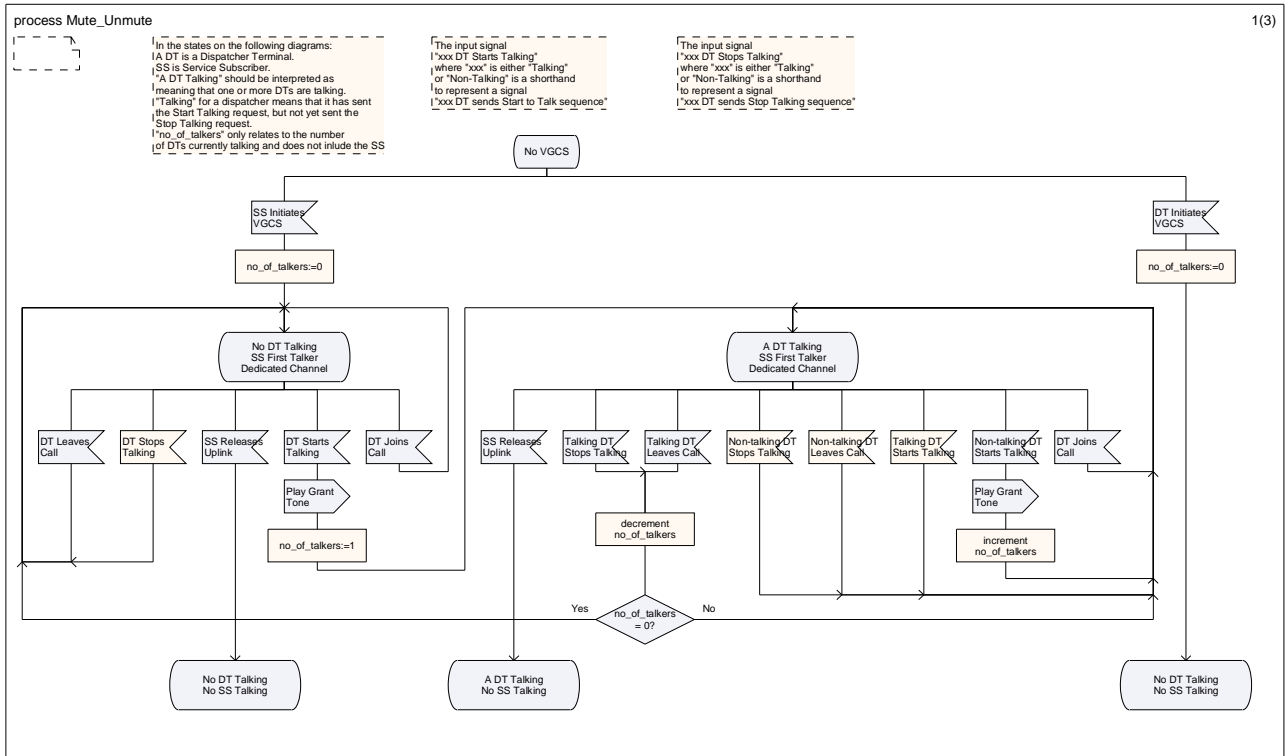 process Mute_Unmute
1(3)
In the states on the following diagrams:
A DT is a Dispatcher Terminal.
SS is Service Subscriber.
"A DT Talking" should be interpreted as
meaning that one or more DTs are talking.
"Talking" for a dispatcher means that it has sent
the Start Talking request, but not yet sent the
Stop Talking request.
"no_of_talkers" only relates to the number
of DTs currently talking and does not inlude the SS
The input signal
"xxx DT Starts Talking"
where "xxx" is either "Talking"
or "Non-Talking" is a shorthand
to represent a signal
"xxx DT sends Start to Talk sequence"
The input signal
"xxx DT Stops Talking"
where "xxx" is either "Talking"
or "Non-Talking" is a shorthand
to represent a signal
"xxx DT sends Stop Talking sequence"
No VGCS
SS Initiates
VGCS
DT Initiates
VGCS
no_of_talkers:=0
no_of_talkers:=0
No DT Talking
SS First Talker
Dedicated Channel
A DT Talking
SS First Talker
Dedicated Channel
DT Leaves
Call
DT Stops
Talking
SS Releases
Uplink
DT Starts
Talking
DT Joins
Call
SS Releases
Uplink
Talking DT
Stops Talking
Talking DT
Leaves Call
Non-talking DT
Stops Talking
Non-talking DT
Leaves Call
Talking DT
Starts Talking
Non-talking DT
Starts Talking
DT Joins
Call
Play Grant
Tone
Play Grant
Tone
no_of_talkers:=1
decrement
no_of_talkers
increment
no_of_talkers
Yes
no_of_talkers
= 0?
No
No DT Talking
No SS Talking
A DT Talking
No SS Talking
No DT Talking
No SS Talking